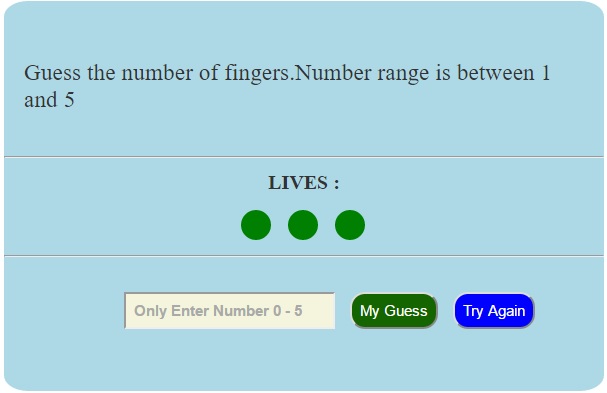 Guess the number of fingers.Number range is between 1
and 5
LIVES :
Only Enter Number 0 - 5
My Guess
Try Again